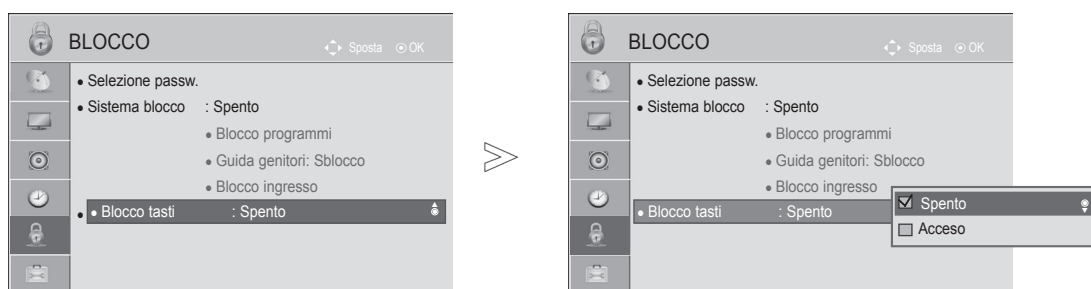 BLOCCO
Sposta OK
• Selezione passw.
• Sistema blocco : Spento
• Blocco programmi
• Guida genitori: Sblocco
• Blocco ingresso
• • Blocco tasti : Spento
BLOCCO
Sposta OK
• Selezione passw.
• Sistema blocco : Spento
• Blocco programmi
• Guida genitori: Sblocco
• Blocco ingresso
• Blocco tasti : Spento
Spento
Acceso